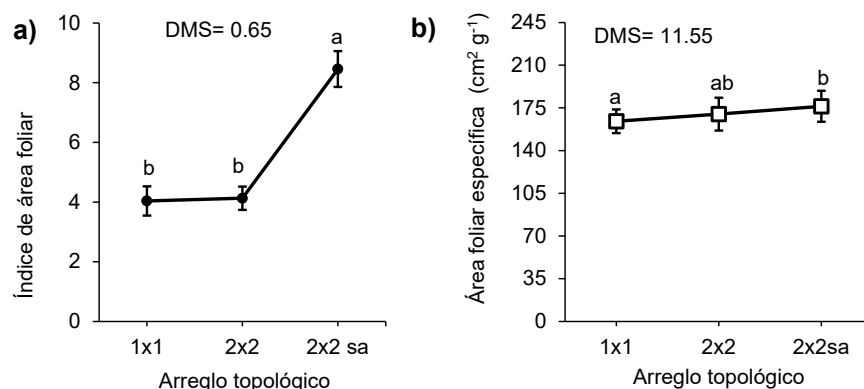 a)
DMS= 0.65
Índice de área foliar
10
8
6
4
2
0
b
b
a
1x1
2x2
2x2 sa
Arreglo topológico
b)
DMS= 11.55
Área foliar específica (cm² g⁻¹)
245
210
175
140
105
70
35
0
a
ab
b
1x1
2x2
2x2sa
Arreglo topológico